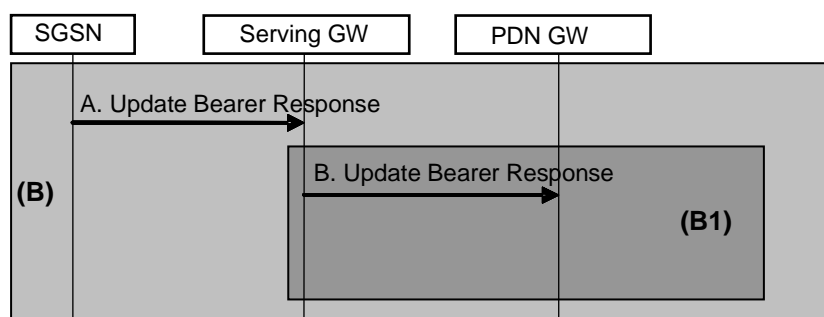 SGSN
Serving GW
PDN GW
A. Update Bearer Response
B. Update Bearer Response
(B)
(B1)